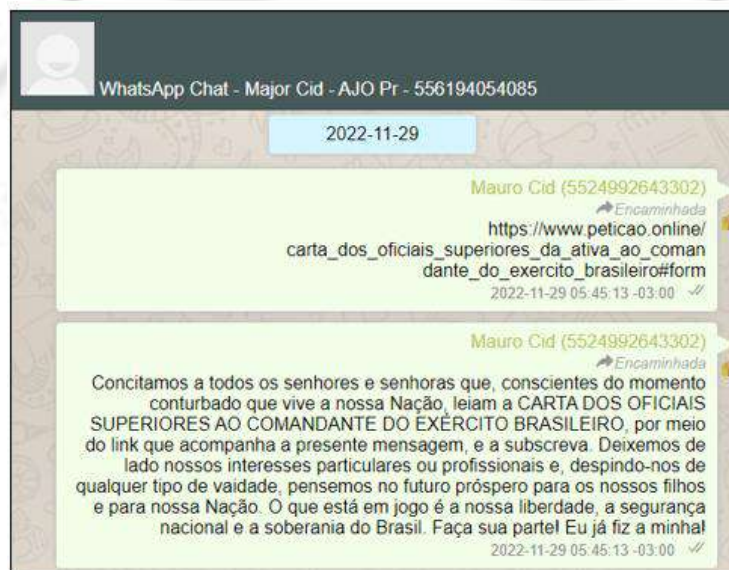 WhatsApp Chat - Major Cid - AJO Pr - 556194054085
2022-11-29
Mauro Cid (5524992643302)
Encaminhada
https://www.peticao.online/
carta_dos_oficiais_superiores_da_ativa_ao_coman
dante_do_exercito_brasileiro#form
2022-11-29 05:45:13 -03:00
Mauro Cid (5524992643302)
Encaminhada
Concitamos a todos os senhores e senhoras que, conscientes do momento
conturbado que vive a nossa Nação, leiam a CARTA DOS OFICIAIS
SUPERIORES AO COMANDANTE DO EXÉRCITO BRASILEIRO, por meio
do link que acompanha a presente mensagem, e a subscreva. Deixemos de
lado nossos interesses particulares ou profissionais e, despindo-nos de
qualquer tipo de vaidade, pensemos no futuro próspero para os nossos filhos
e para nossa Nação. O que está em jogo é a nossa liberdade, a segurança
nacional e a soberania do Brasil. Faça sua parte! Eu já fiz a minha!
2022-11-29 05:45:13 -03:00